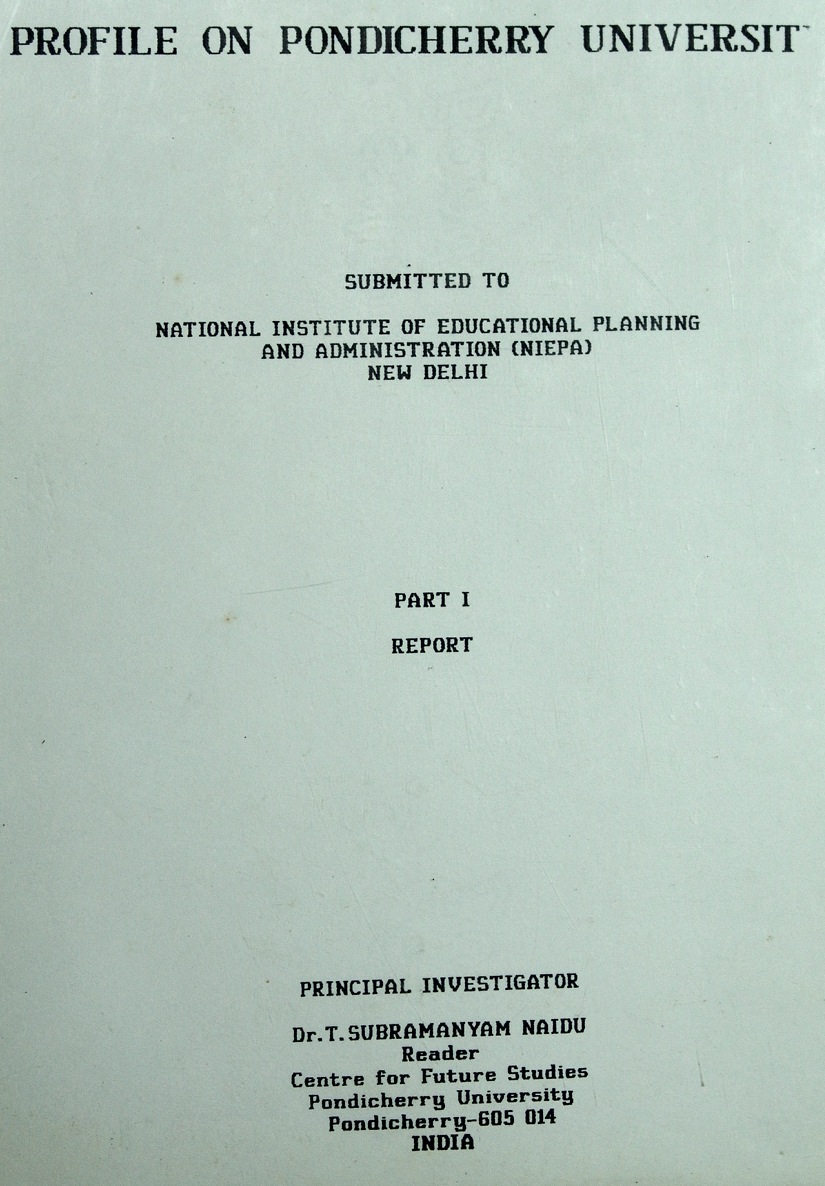 PROFILE ON PONDICHERRY UNIVERSIT
SUBMITTED TO
NATIONAL INSTITUTE OF EDUCATIONAL PLANNING
AND ADMINISTRATION (NIEPA)
NEW DELHI
PART I
REPORT
PRINCIPAL INVESTIGATOR
Dr.T.SUBRAMANYAM NAIDU
Reader
Centre for Future Studies
Pondicherry University
Pondicherry-605 014
INDIA